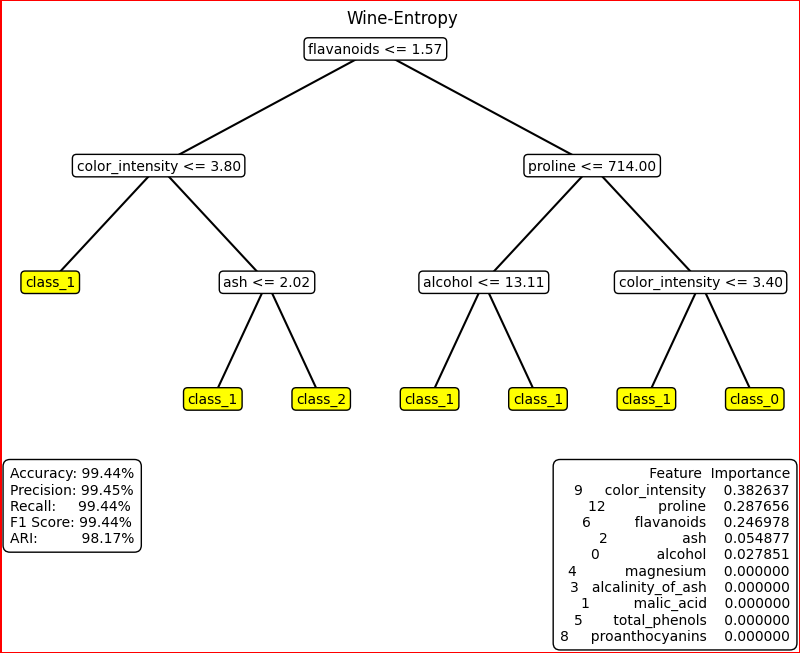 Wine-Entropy
flavanoids <= 1.57
color_intensity <= 3.80
proline <= 714.00
class_1
ash <= 2.02
alcohol <= 13.11
color_intensity <= 3.40
class_1
class_2
class_1
class_1
class_1
class_0
Accuracy: 99.44%
Precision: 99.45%
Recall: 99.44%
F1 Score: 99.44%
ARI: 98.17%
Feature Importance
9 color_intensity 0.382637
12 proline 0.287656
6 flavanoids 0.246978
2 ash 0.054877
0 alcohol 0.027851
4 magnesium 0.000000
3 alcalinity_of_ash 0.000000
1 malic_acid 0.000000
5 total_phenols 0.000000
8 proanthocyanins 0.000000